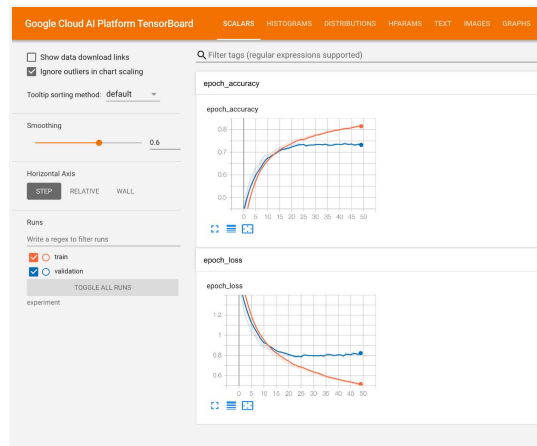 Google Cloud AI Platform TensorBoard
SCALARS HISTOGRAMS DISTRIBUTIONS HPARAMS TEXT IMAGES GRAPHS
Show data download links
Ignore outliers in chart scaling
Tooltip sorting method: default
Smoothing
0.6
Horizontal Axis
STEP RELATIVE WALL
Runs
Write a regex to filter runs
train
validation
TOGGLE ALL RUNS
experiment
Filter tags (regular expressions supported)
epoch_accuracy
epoch_accuracy
0.8
0.7
0.6
0.5
0 5 10 15 20 25 30 35 40 45 50
epoch_loss
epoch_loss
1.2
1
0.8
0.6
0 5 10 15 20 25 30 35 40 45 50